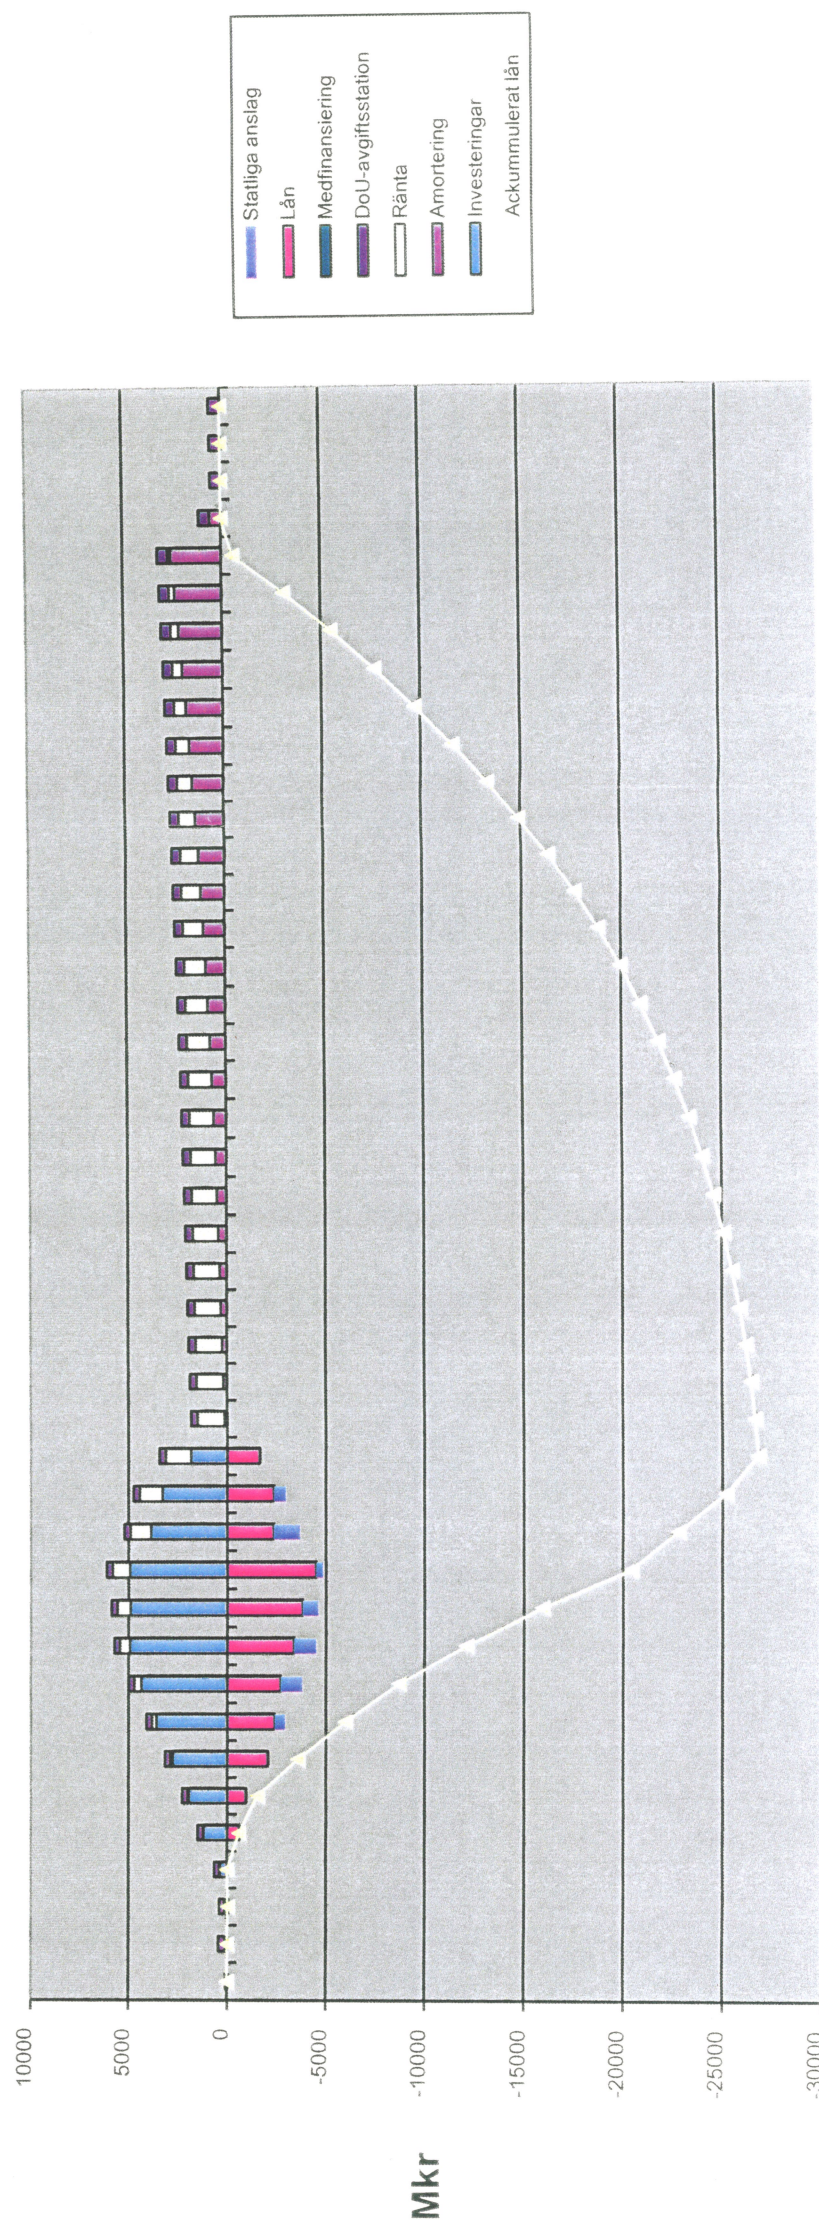 Mkr
10000
5000
0
-5000
-10000
-15000
-20000
-25000
-30000
Statliga anslag
Lån
Medfinansiering
DoU-avgiftsstation
Ränta
Amortering
Investeringar
Ackummulerat lån